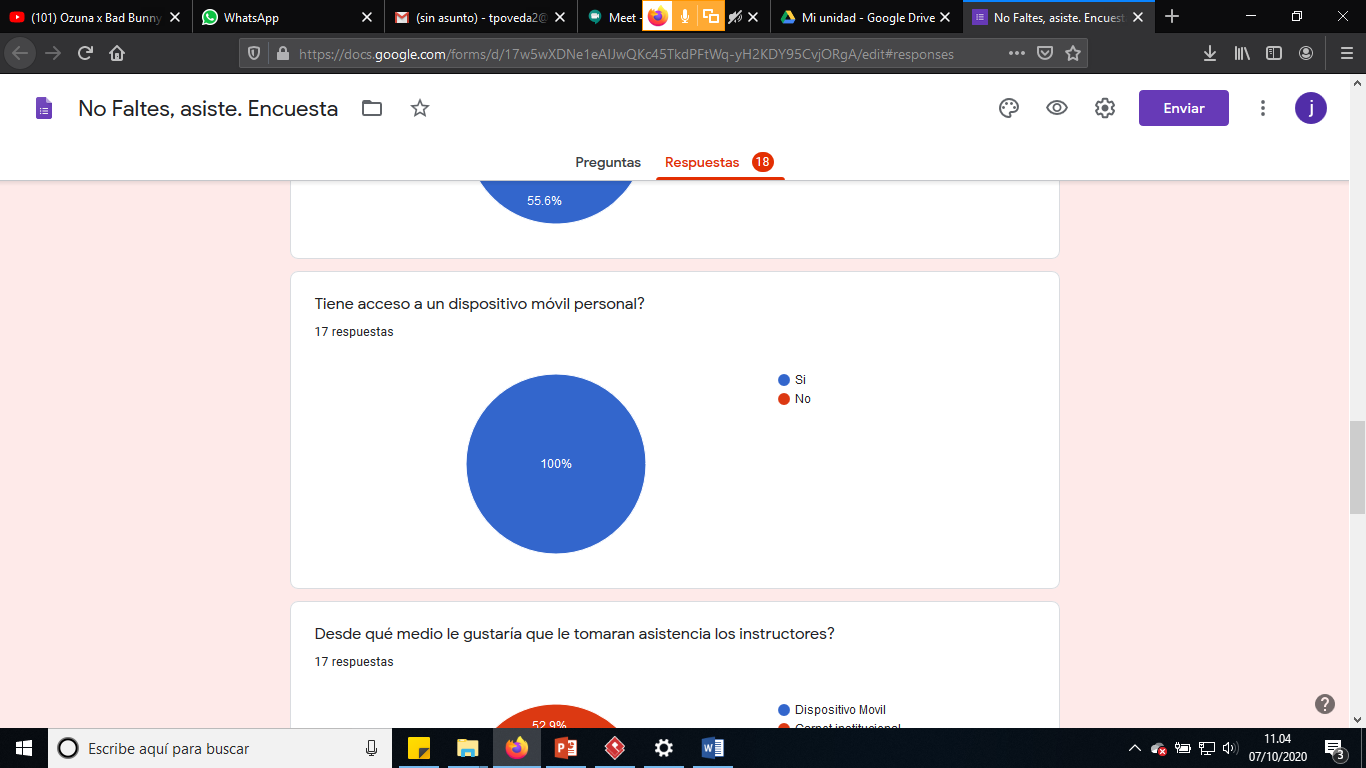 (101) Ozuna x Bad Bunny
WhatsApp
(sin asunto) - tpoveda2@
Meet -
Mi unidad - Google Drive
No Faltes, asiste. Encuest
https://docs.google.com/forms/d/17w5wXDNe1eAIJwQKc45TkdPFtWq-yH2KDY95CvjORgA/edit#responses
No Faltes, asiste. Encuesta
Enviar
j
Preguntas
Respuestas 18
55.6%
Tiene acceso a un dispositivo móvil personal?
17 respuestas
Si
No
100%
Desde qué medio le gustaría que le tomaran asistencia los instructores?
17 respuestas
Dispositivo Movil
Carnet institucional
52.9%
Escribe aquí para buscar
11.04
07/10/2020
3